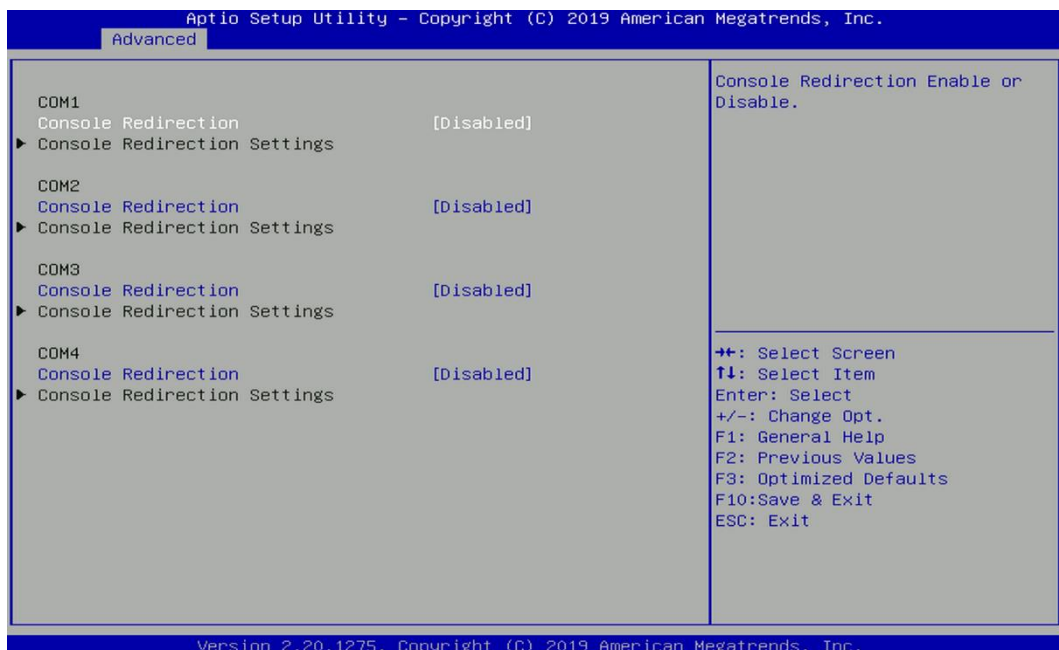 Aptio Setup Utility – Copyright (C) 2019 American Megatrends, Inc.
Advanced
COM1
Console Redirection [Disabled]
▶ Console Redirection Settings
COM2
Console Redirection [Disabled]
▶ Console Redirection Settings
COM3
Console Redirection [Disabled]
▶ Console Redirection Settings
COM4
Console Redirection [Disabled]
▶ Console Redirection Settings
Console Redirection Enable or
Disable.
→←: Select Screen
↑↓: Select Item
Enter: Select
+/-: Change Opt.
F1: General Help
F2: Previous Values
F3: Optimized Defaults
F10:Save & Exit
ESC: Exit
Version 2.20.1275. Copyright (C) 2019 American Megatrends, Inc.